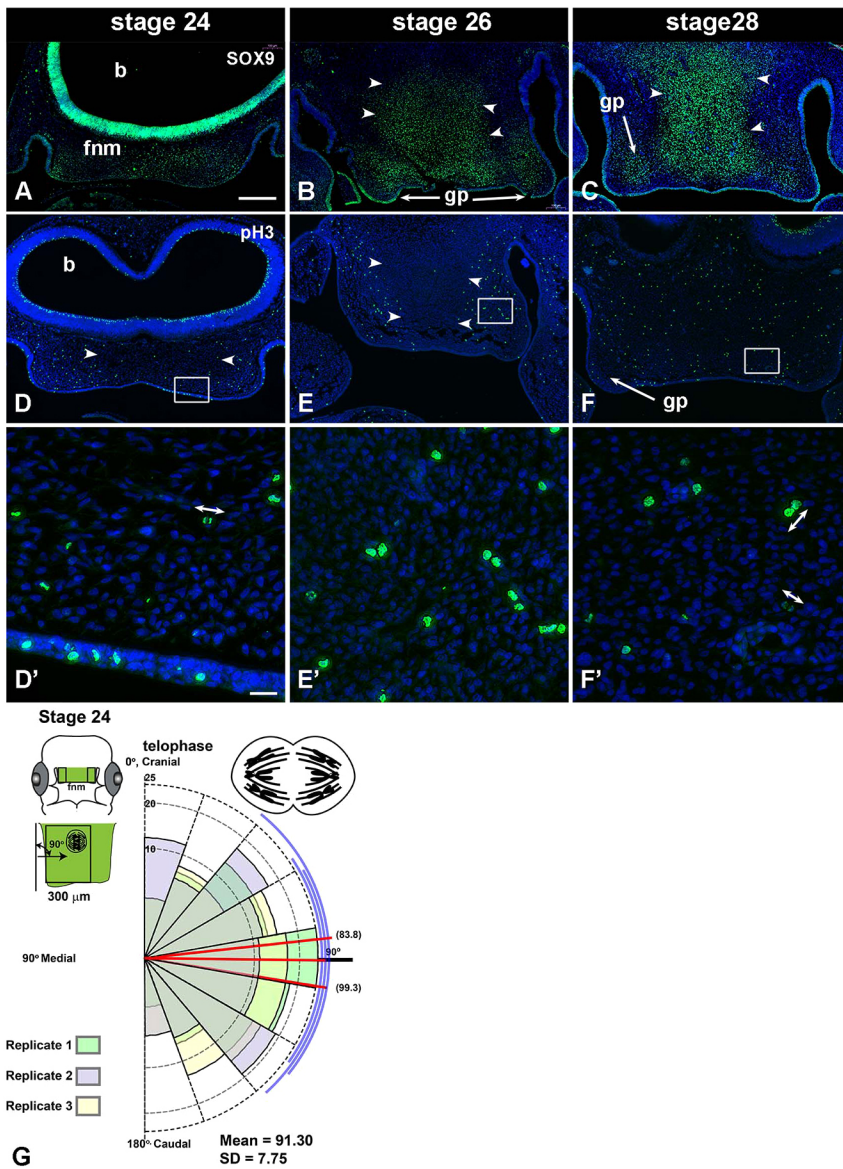 stage 24
stage 26
stage28
b
SOX9
fnm
A
B
gp
gp
C
pH3
b
D
E
F
gp
D’
E’
F’
Stage 24
fnm
90º
300 μm
telophase
0º, Cranial
25
20
10
(83.8)
90º
(99.3)
90º Medial
Replicate 1
Replicate 2
Replicate 3
180º Caudal
Mean = 91.30
SD = 7.75
G